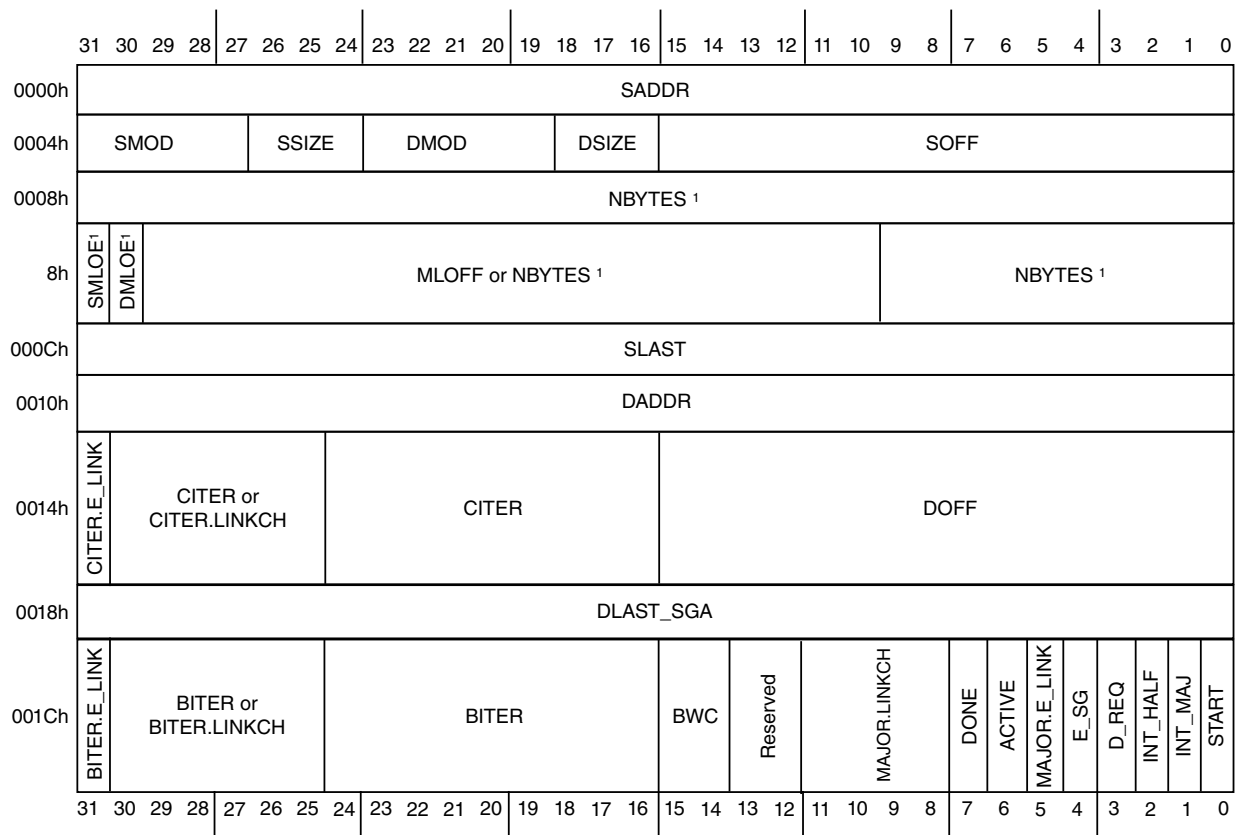 31 30 29 28 27 26 25 24 23 22 21 20 19 18 17 16 15 14 13 12 11 10 9 8 7 6 5 4 3 2 1 0
0000h SADDR
0004h SMOD SSIZE DMOD DSIZE SOFF
0008h NBYTES 1
8h SMLOE1 DMLOE1 MLOFF or NBYTES 1 NBYTES 1
000Ch SLAST
0010h DADDR
0014h CITER.E_LINK CITER or
CITER.LINKCH CITER DOFF
0018h DLAST_SGA
001Ch BITER.E_LINK BITER or
BITER.LINKCH BITER BWC Reserved MAJOR.LINKCH DONE ACTIVE MAJOR.E_LINK E_SG D_REQ INT_HALF INT_MAJ START
31 30 29 28 27 26 25 24 23 22 21 20 19 18 17 16 15 14 13 12 11 10 9 8 7 6 5 4 3 2 1 0